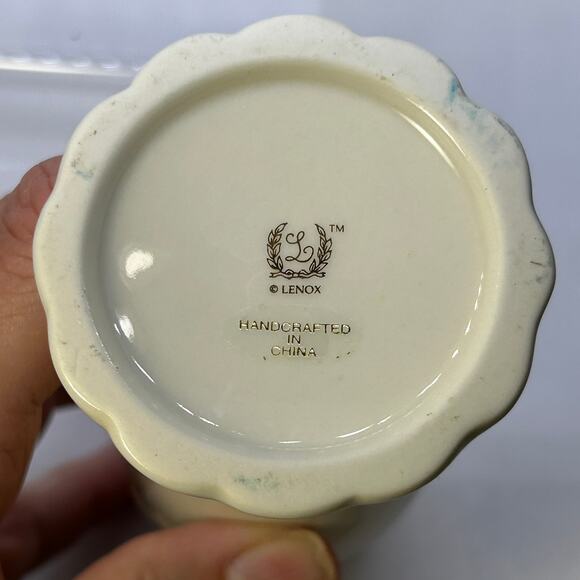 L ™
© LENOX
HANDCRAFTED
IN
CHINA